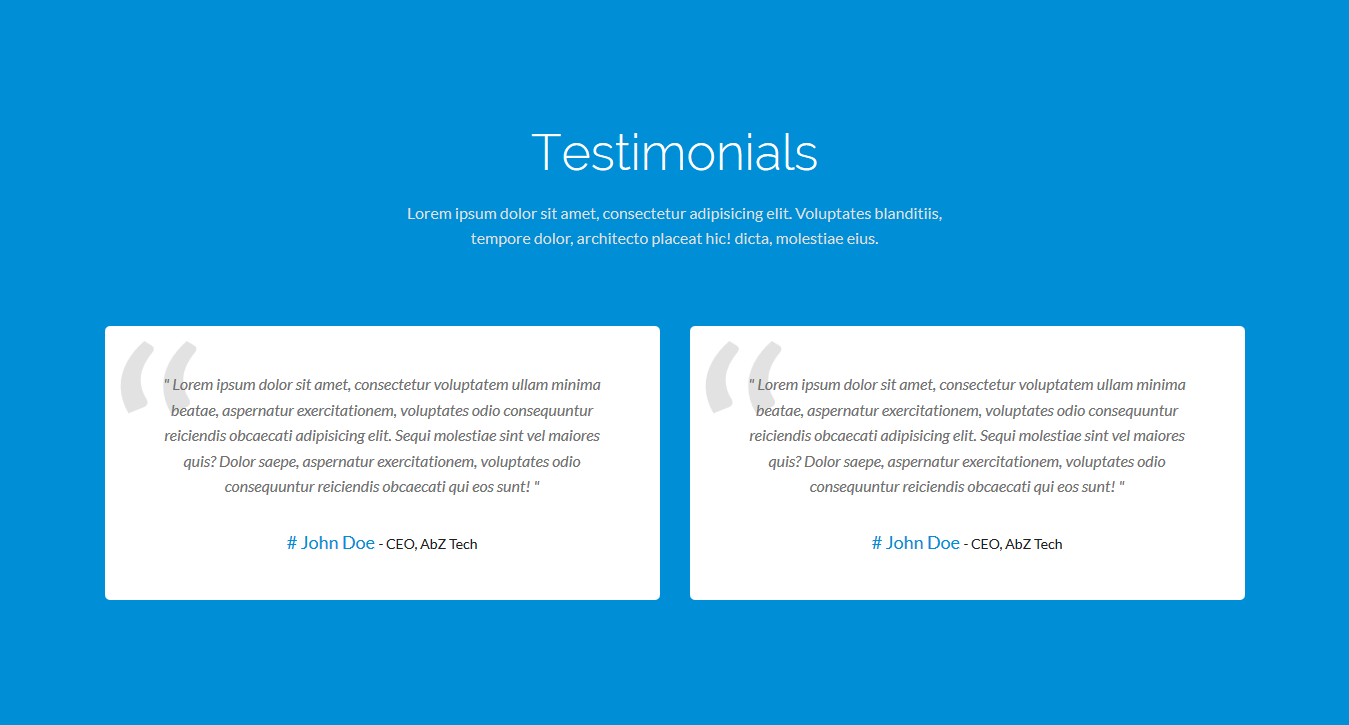 Testimonials
Lorem ipsum dolor sit amet, consectetur adipisicing elit. Voluptates blanditiis,
tempore dolor, architecto placeat hic! dicta, molestiae eius.
" Lorem ipsum dolor sit amet, consectetur voluptatem ullam minima
beatae, aspernatur exercitationem, voluptates odio consequuntur
reiciendis obcaecati adipisicing elit. Sequi molestiae sint vel maiores
quis? Dolor saepe, aspernatur exercitationem, voluptates odio
consequuntur reiciendis obcaecati qui eos sunt! "
# John Doe - CEO, AbZ Tech
" Lorem ipsum dolor sit amet, consectetur voluptatem ullam minima
beatae, aspernatur exercitationem, voluptates odio consequuntur
reiciendis obcaecati adipisicing elit. Sequi molestiae sint vel maiores
quis? Dolor saepe, aspernatur exercitationem, voluptates odio
consequuntur reiciendis obcaecati qui eos sunt! "
# John Doe - CEO, AbZ Tech